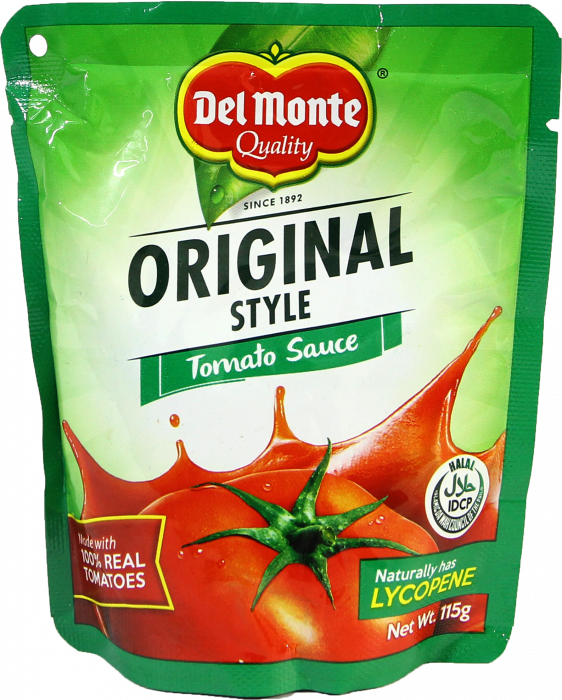 Del Monte
®
Quality
SINCE 1892
ORIGINAL
STYLE
Tomato Sauce
HALAL
حلال
IDCP
Made with
100% REAL
TOMATOES
Naturally has
LYCOPENE
Net Wt. 115g